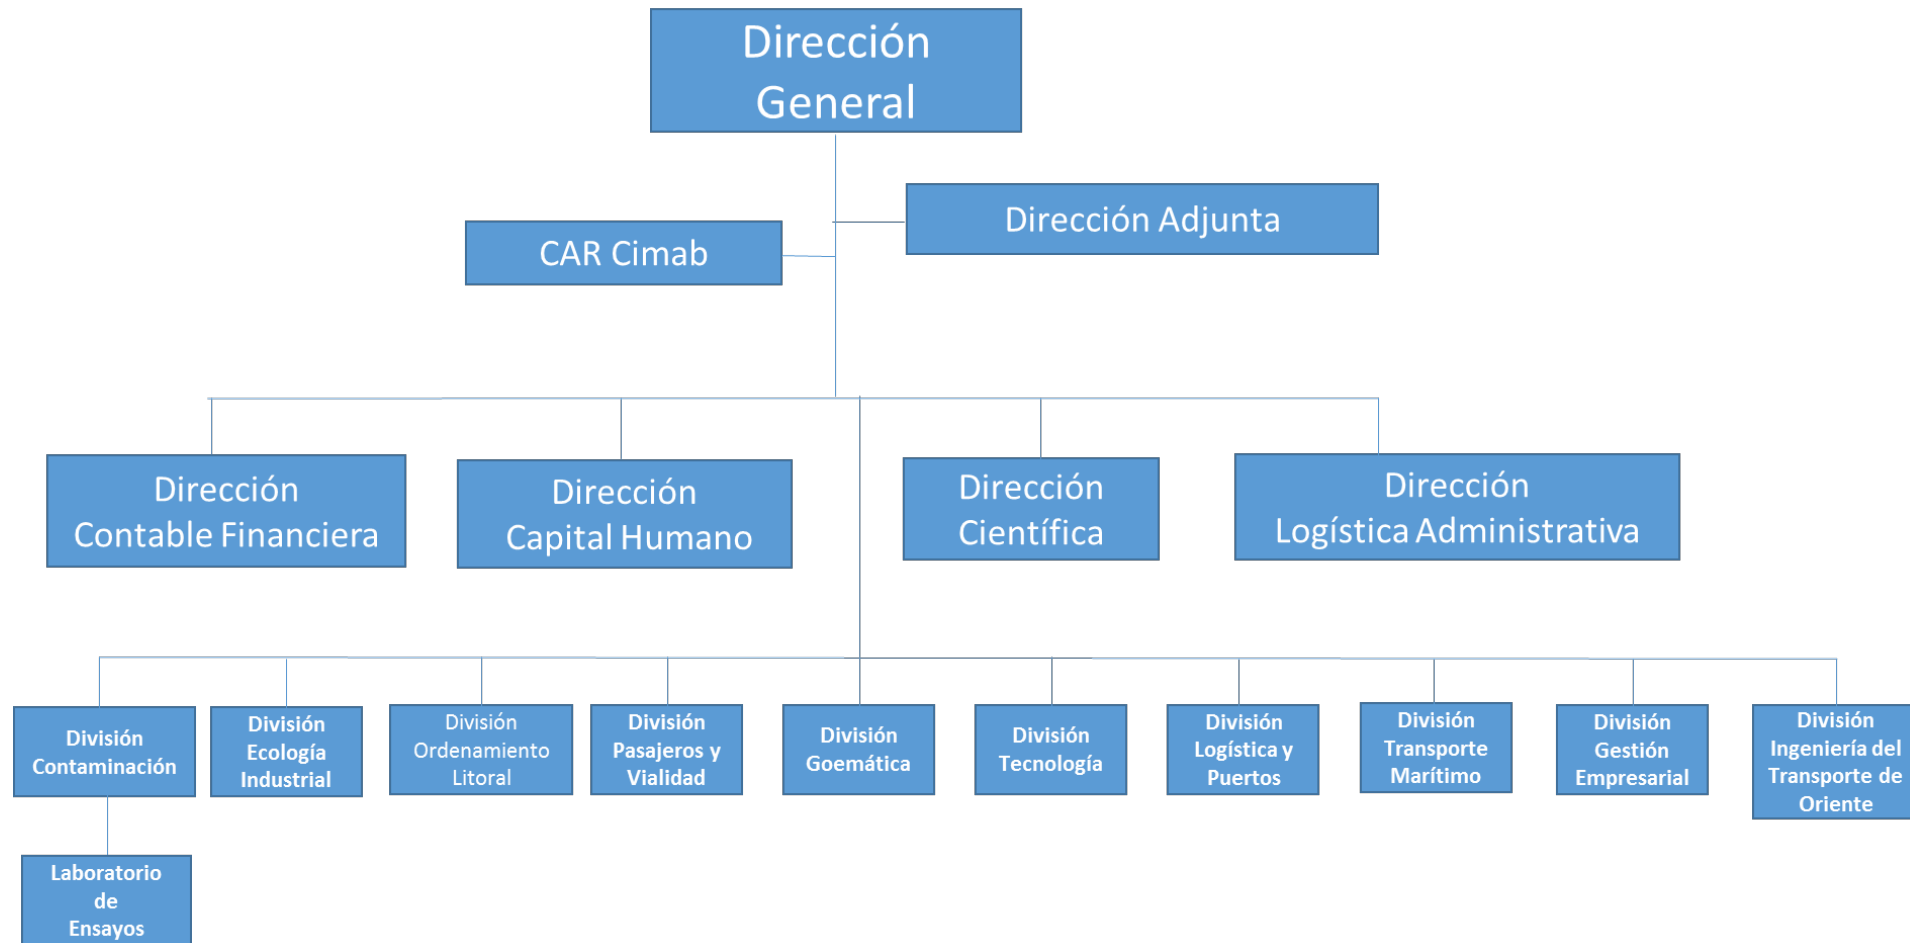 Dirección
General
Dirección Adjunta
CAR Cimab
Dirección
Contable Financiera
Dirección
Capital Humano
Dirección
Científica
Dirección
Logística Administrativa
División
Contaminación
División
Ecología
Industrial
División
Ordenamiento
Litoral
División
Pasajeros y
Vialidad
División
Goemática
División
Tecnología
División
Logística y
Puertos
División
Transporte
Marítimo
División
Gestión
Empresarial
División
Ingeniería del
Transporte de
Oriente
Laboratorio
de
Ensayos